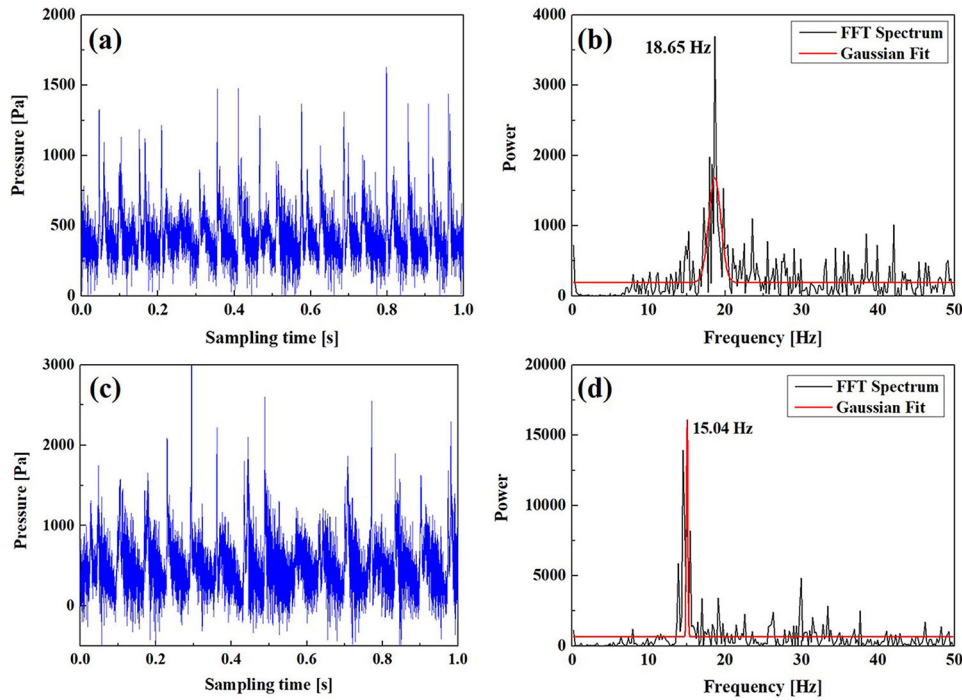 (a)
Pressure [Pa]
2000
1500
1000
500
0
0.0 0.2 0.4 0.6 0.8 1.0
Sampling time [s]
(b)
18.65 Hz
FFT Spectrum
Gaussian Fit
Power
4000
3000
2000
1000
0
0 10 20 30 40 50
Frequency [Hz]
(c)
Pressure [Pa]
3000
2000
1000
0
0.0 0.2 0.4 0.6 0.8 1.0
Sampling time [s]
(d)
15.04 Hz
FFT Spectrum
Gaussian Fit
Power
20000
15000
10000
5000
0
0 10 20 30 40 50
Frequency [Hz]